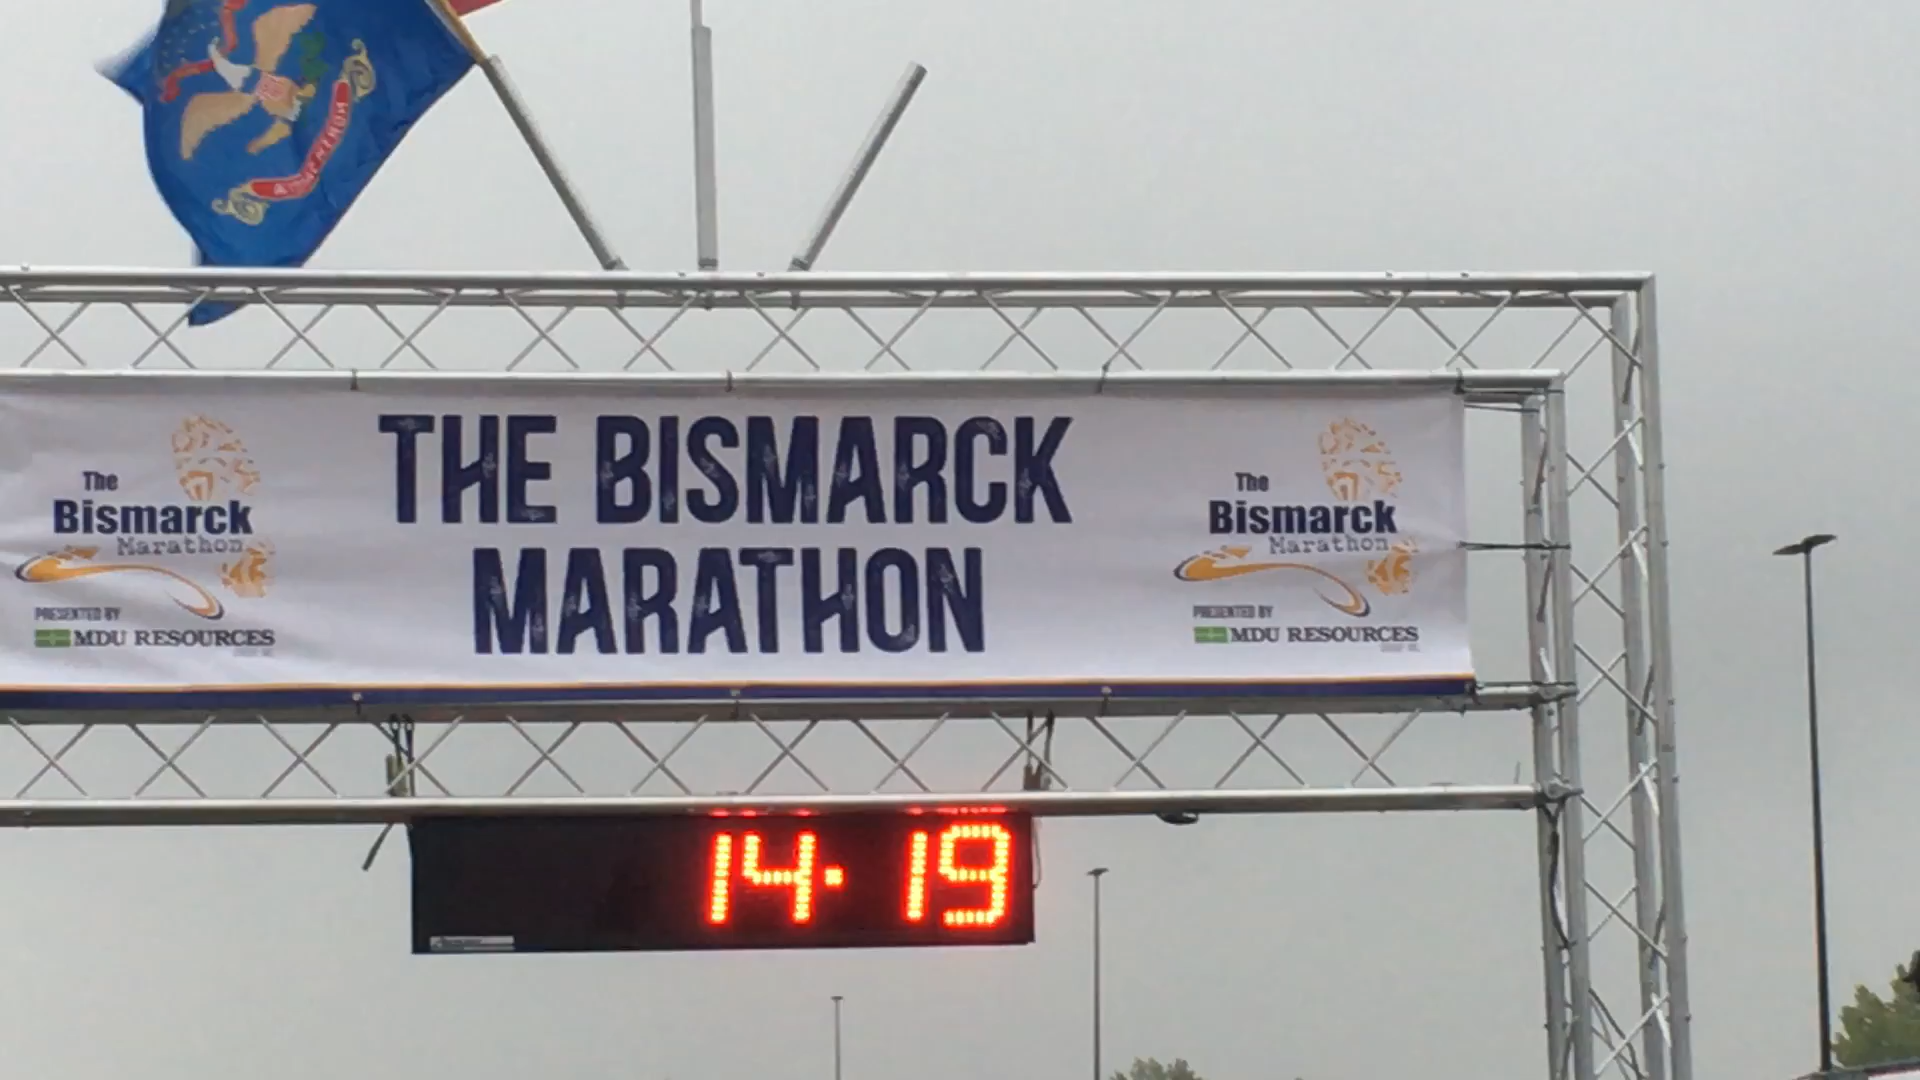 THE BISMARCK
MARATHON
The
Bismarck
Marathon
PRESENTED BY
MDU RESOURCES
The
Bismarck
Marathon
PRESENTED BY
MDU RESOURCES
14: 19